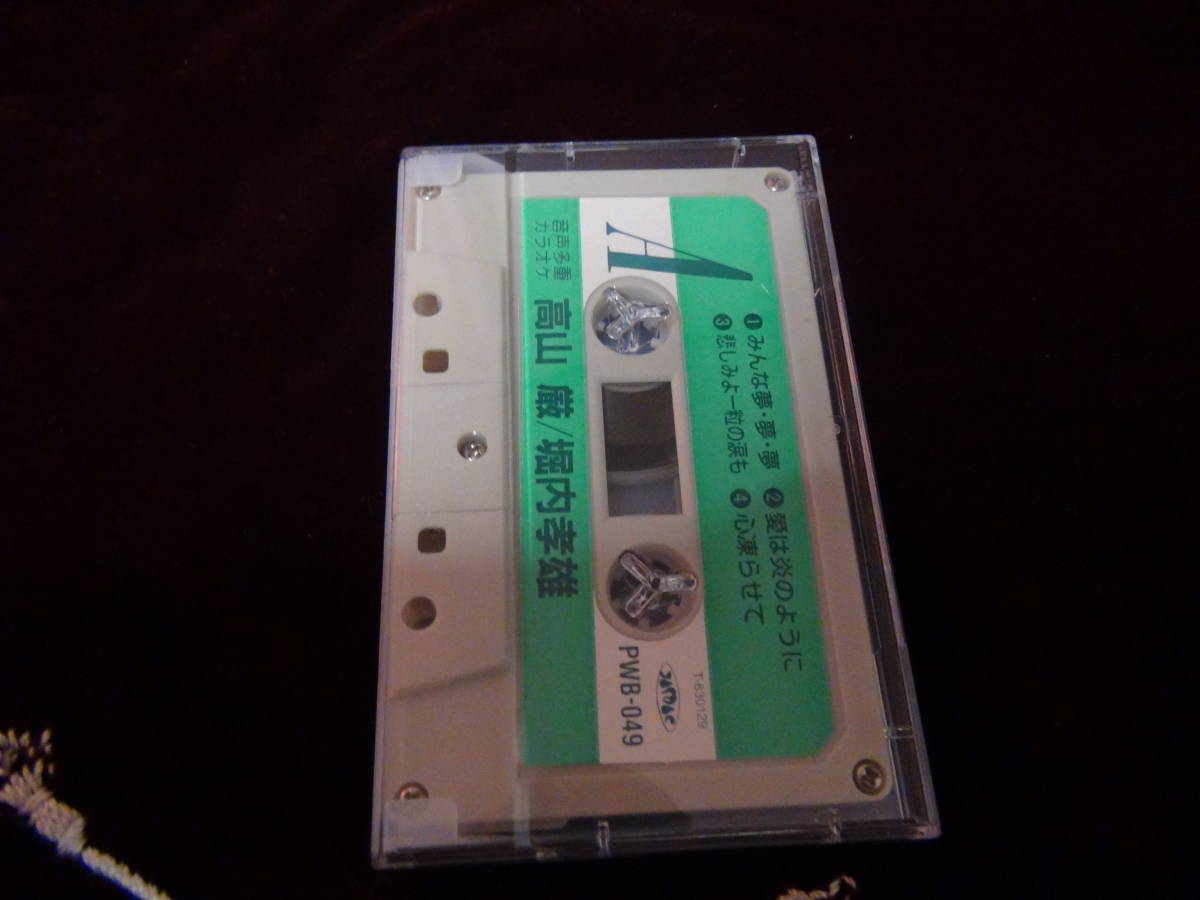 A
❶ みんな夢・夢・夢 ❷ 愛は炎のように
❸ 悲しみよ一粒の涙も ❹ 心凍らせて
T-630129
PWB-049
音声多重
カラオケ
高山 厳/堀内孝雄